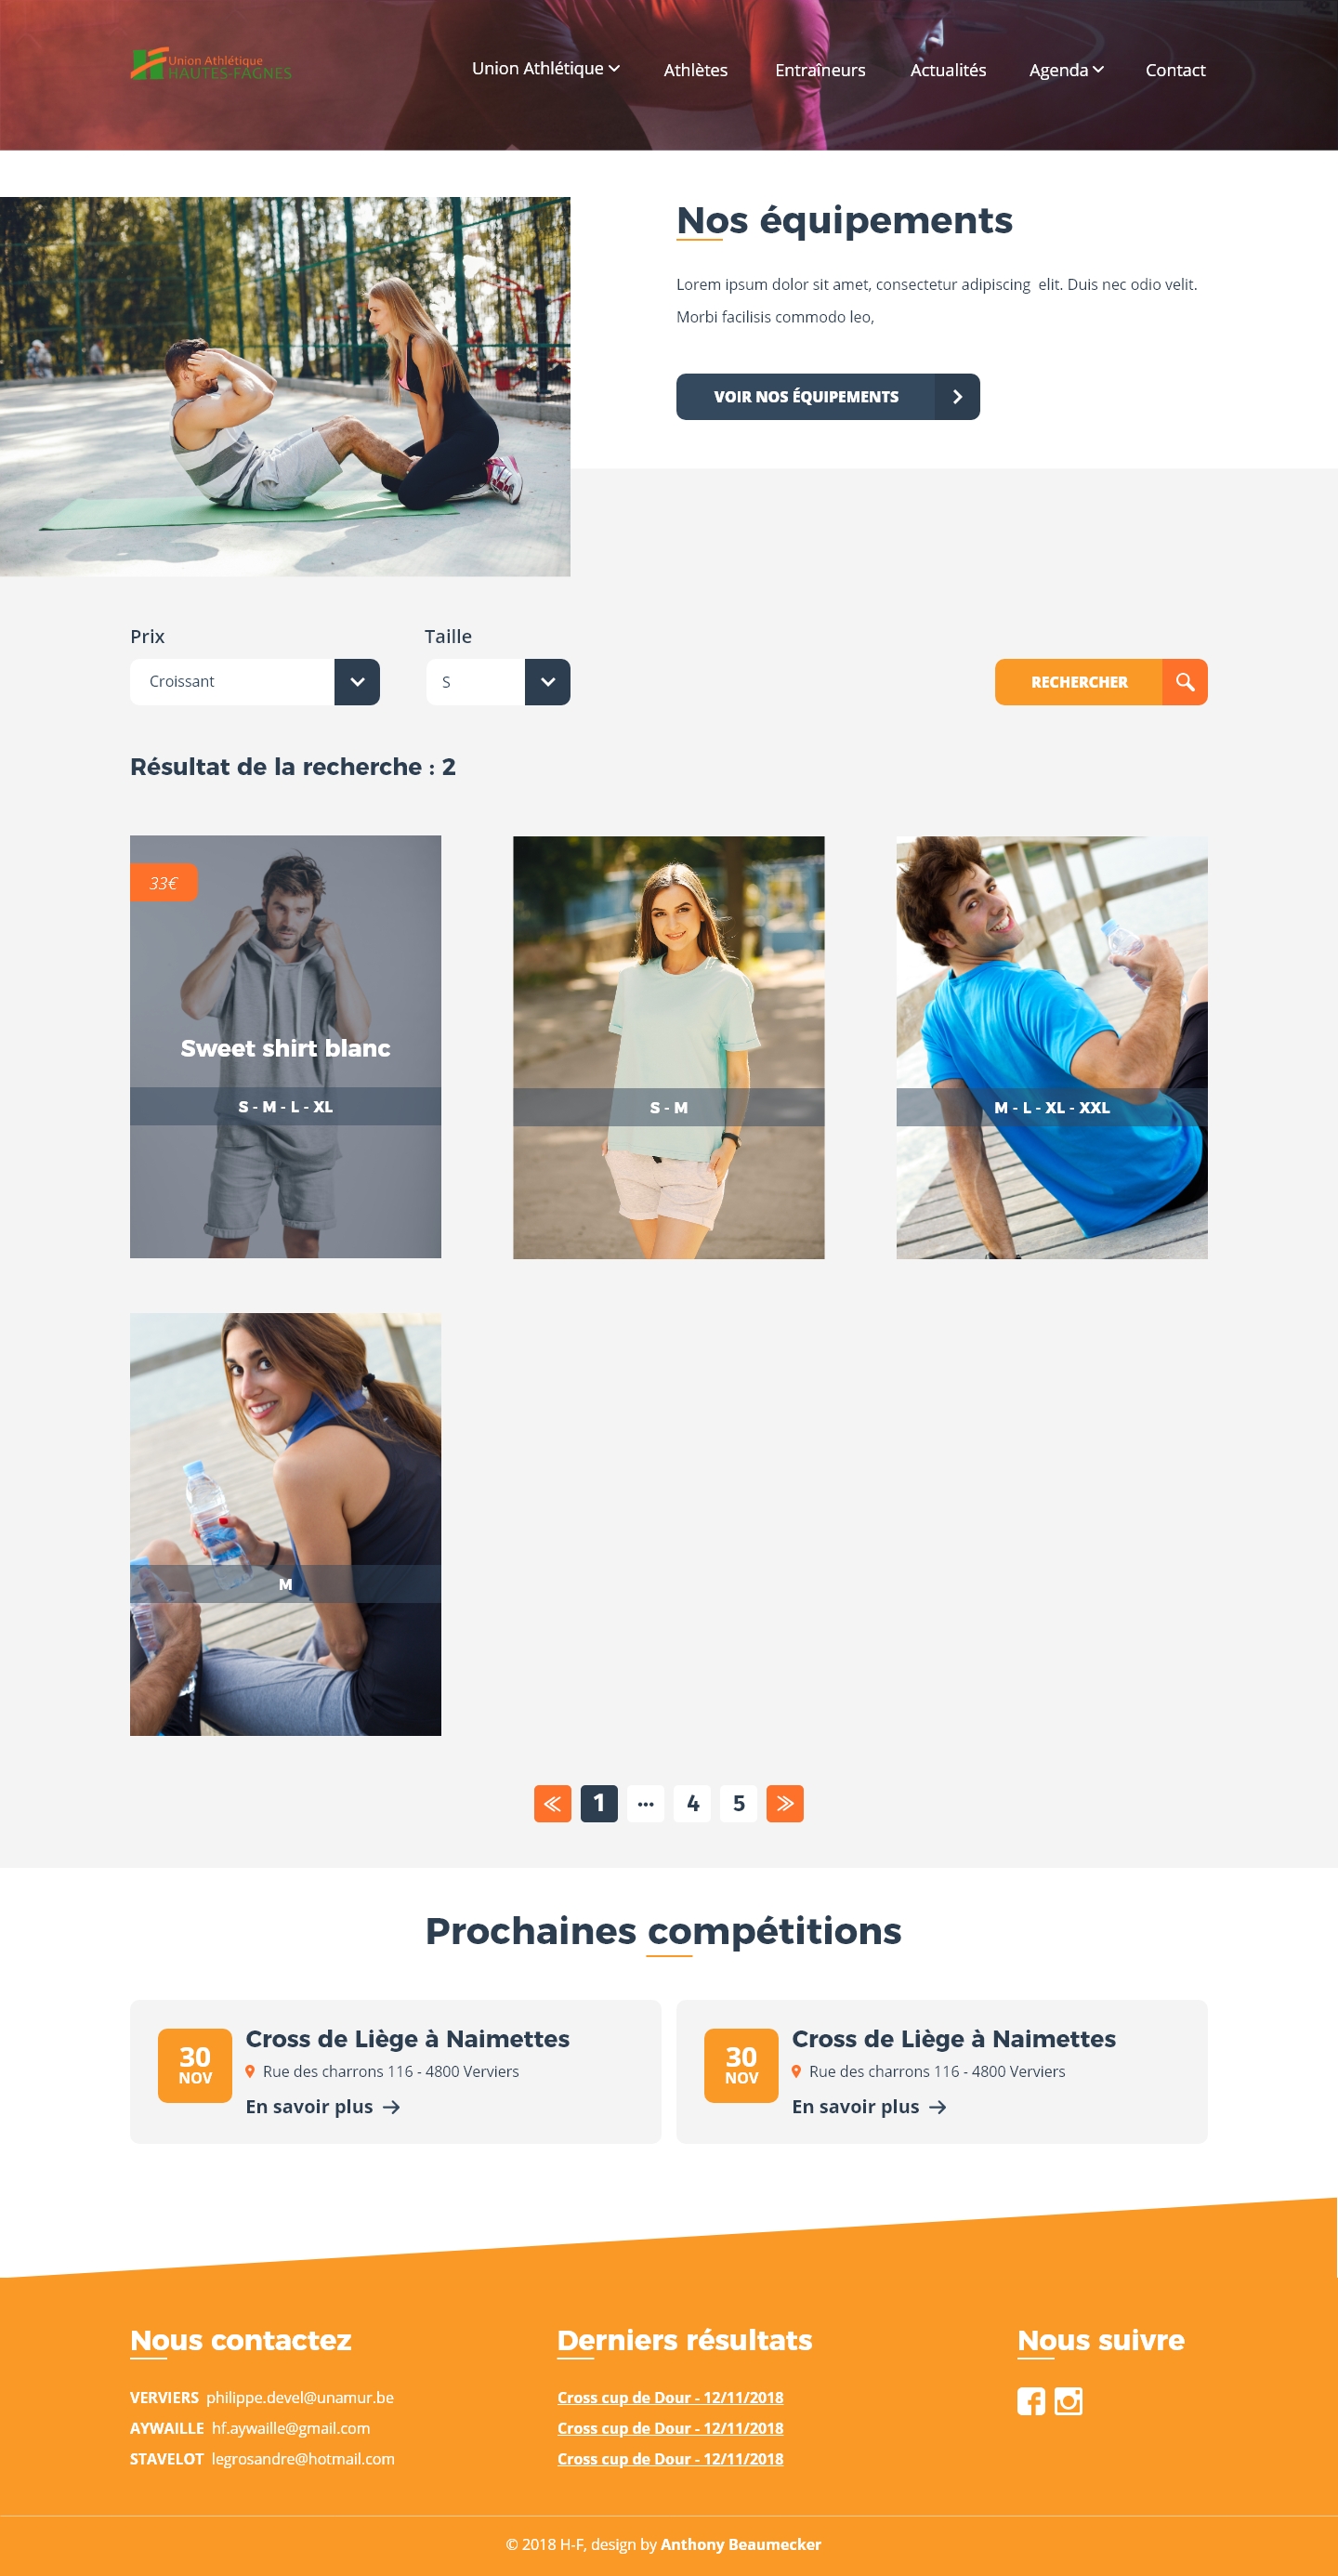 Union Athlétique
HAUTES-FAGNES
Union Athlétique Athlètes Entraîneurs Actualités Agenda Contact
Nos équipements
Lorem ipsum dolor sit amet, consectetur adipiscing elit. Duis nec odio velit.
Morbi facilisis commodo leo,
VOIR NOS ÉQUIPEMENTS
Prix Taille
Croissant S RECHERCHER
Résultat de la recherche : 2
33€
Sweet shirt blanc
S - M - L - XL
S - M
M - L - XL - XXL
M
1 ... 4 5
Prochaines compétitions
30
NOV
Cross de Liège à Naimettes
Rue des charrons 116 - 4800 Verviers
En savoir plus
30
NOV
Cross de Liège à Naimettes
Rue des charrons 116 - 4800 Verviers
En savoir plus
Nous contactez
VERVIERS philippe.devel@unamur.be
AYWAILLE hf.aywaille@gmail.com
STAVELOT legrosandre@hotmail.com
Derniers résultats
Cross cup de Dour - 12/11/2018
Cross cup de Dour - 12/11/2018
Cross cup de Dour - 12/11/2018
Nous suivre
© 2018 H-F, design by Anthony Beaumecker